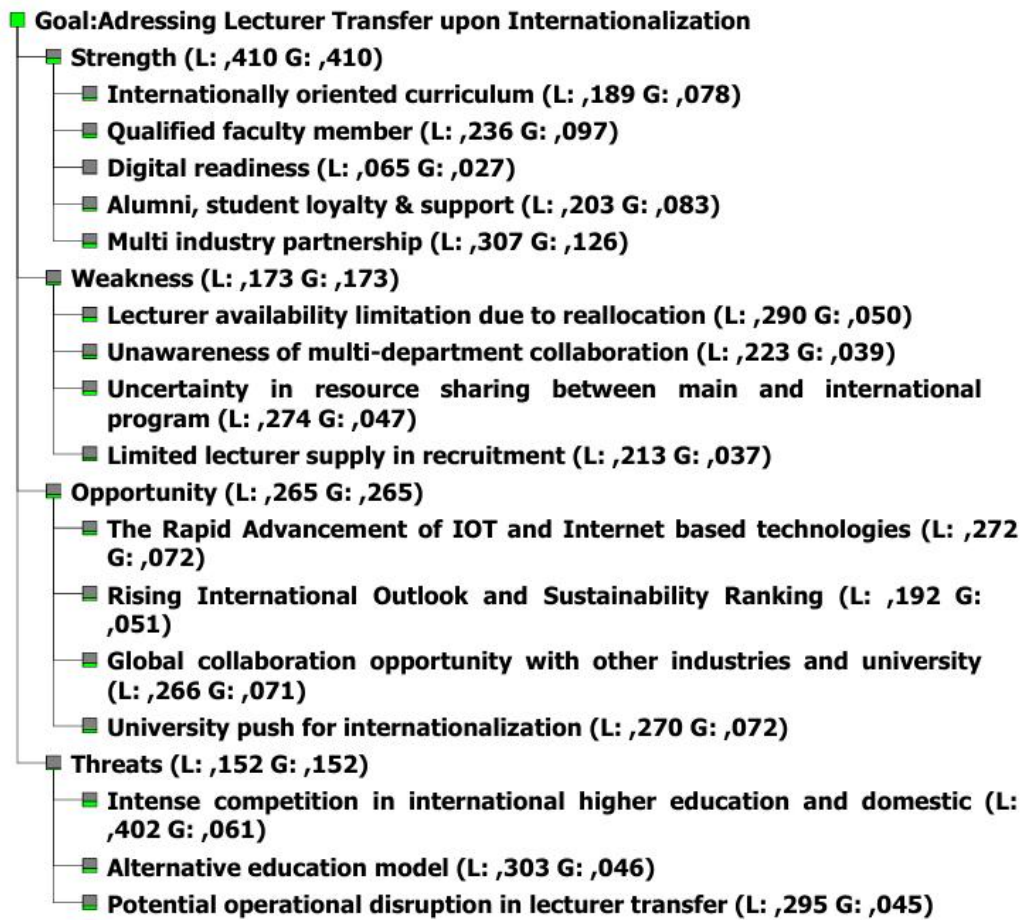 Goal:Adressing Lecturer Transfer upon Internationalization
Strength (L: ,410 G: ,410)
Internationally oriented curriculum (L: ,189 G: ,078)
Qualified faculty member (L: ,236 G: ,097)
Digital readiness (L: ,065 G: ,027)
Alumni, student loyalty & support (L: ,203 G: ,083)
Multi industry partnership (L: ,307 G: ,126)
Weakness (L: ,173 G: ,173)
Lecturer availability limitation due to reallocation (L: ,290 G: ,050)
Unawareness of multi-department collaboration (L: ,223 G: ,039)
Uncertainty in resource sharing between main and international
program (L: ,274 G: ,047)
Limited lecturer supply in recruitment (L: ,213 G: ,037)
Opportunity (L: ,265 G: ,265)
The Rapid Advancement of IOT and Internet based technologies (L: ,272
G: ,072)
Rising International Outlook and Sustainability Ranking (L: ,192 G:
,051)
Global collaboration opportunity with other industries and university
(L: ,266 G: ,071)
University push for internationalization (L: ,270 G: ,072)
Threats (L: ,152 G: ,152)
Intense competition in international higher education and domestic (L:
,402 G: ,061)
Alternative education model (L: ,303 G: ,046)
Potential operational disruption in lecturer transfer (L: ,295 G: ,045)